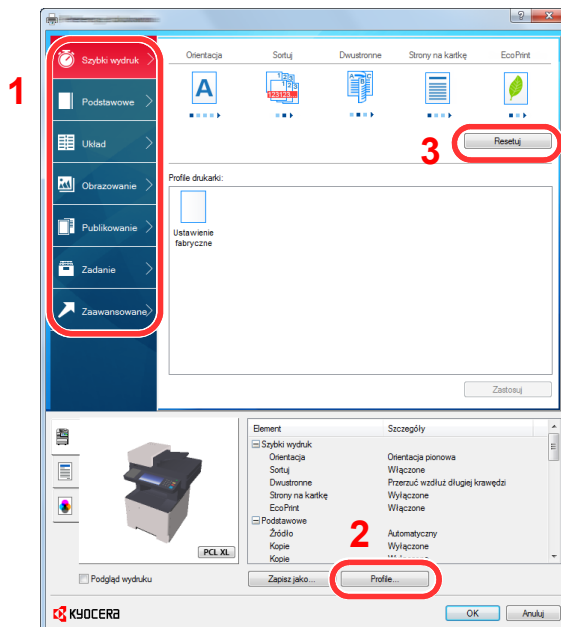 1
Szybki wydruk
Podstawowe
Układ
Obrazowanie
Publikowanie
Zadanie
Zaawansowane
Orientacja Sortuj Dwustronne Strony na kartkę EcoPrint
A
123
123
123123...
A B C
3
Resetuj
Profile drukarki:
Ustawienie
fabryczne
Zastosuj
Element Szczegóły
Szybki wydruk
Orientacja Orientacja pionowa
Sortuj Włączone
Dwustronne Przerzuć wzdłuż długiej krawędzi
Strony na kartkę Wyłączone
EcoPrint Włączone
Podstawowe
Źródło Automatyczny
Kopie Wyłączone
Kopie
2
PCL XL
Podgląd wydruku
Zapisz jako... Profile...
KYOCERA
OK Anuluj